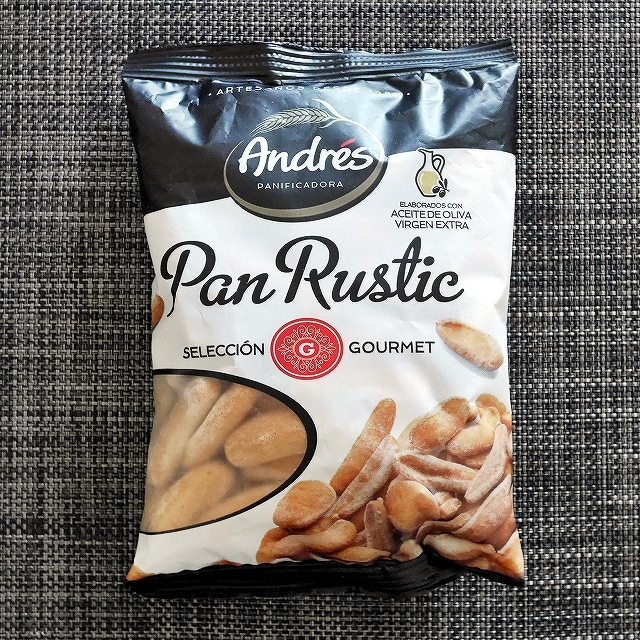 Andrés
PANIFICADORA
ELABORADOS CON
ACEITE DE OLIVA
VIRGEN EXTRA
Pan Rustic
SELECCIÓN G GOURMET